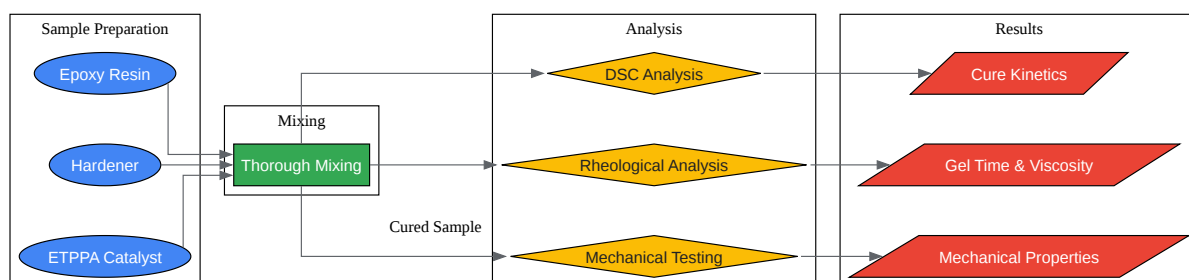 Sample Preparation
Analysis
Results
Epoxy Resin
DSC Analysis
Cure Kinetics
Mixing
Hardener
Thorough Mixing
Rheological Analysis
Gel Time & Viscosity
Cured Sample
ETPPA Catalyst
Mechanical Testing
Mechanical Properties